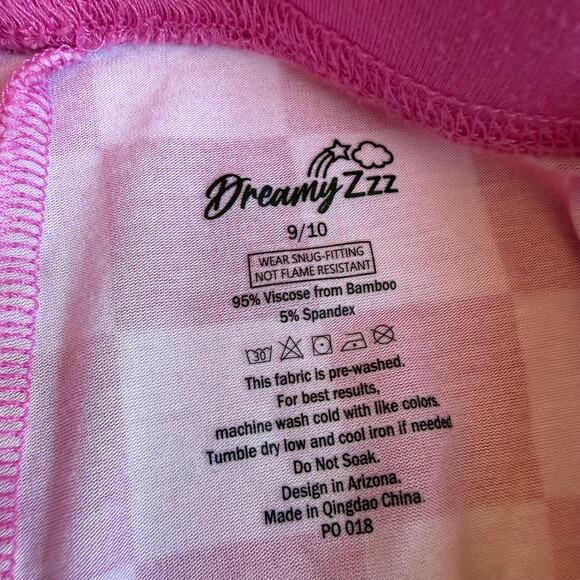 DreamyZzz
9/10
WEAR SNUG-FITTING
NOT FLAME RESISTANT
95% Viscose from Bamboo
5% Spandex
30
This fabric is pre-washed.
For best results,
machine wash cold with like colors.
Tumble dry low and cool iron if needed
Do Not Soak.
Design in Arizona.
Made in Qingdao China.
PO 018